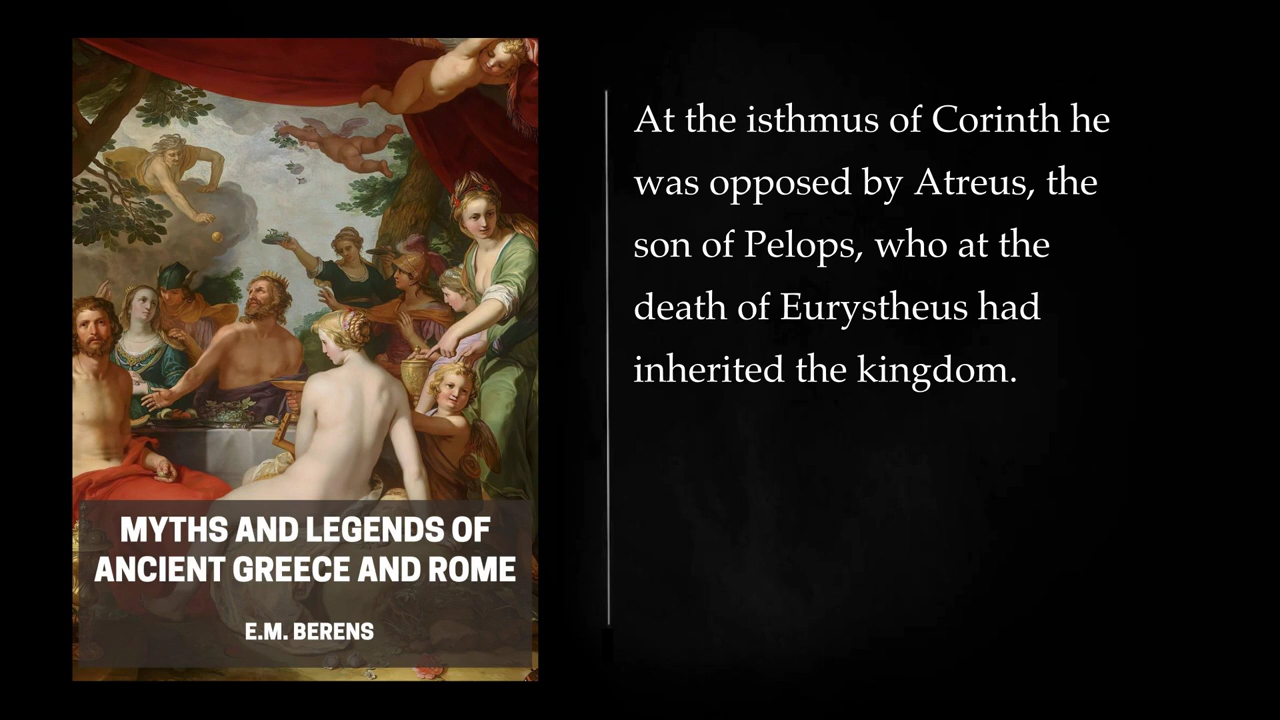 MYTHS AND LEGENDS OF
ANCIENT GREECE AND ROME
E.M. BERENS
At the isthmus of Corinth he
was opposed by Atreus, the
son of Pelops, who at the
death of Eurystheus had
inherited the kingdom.